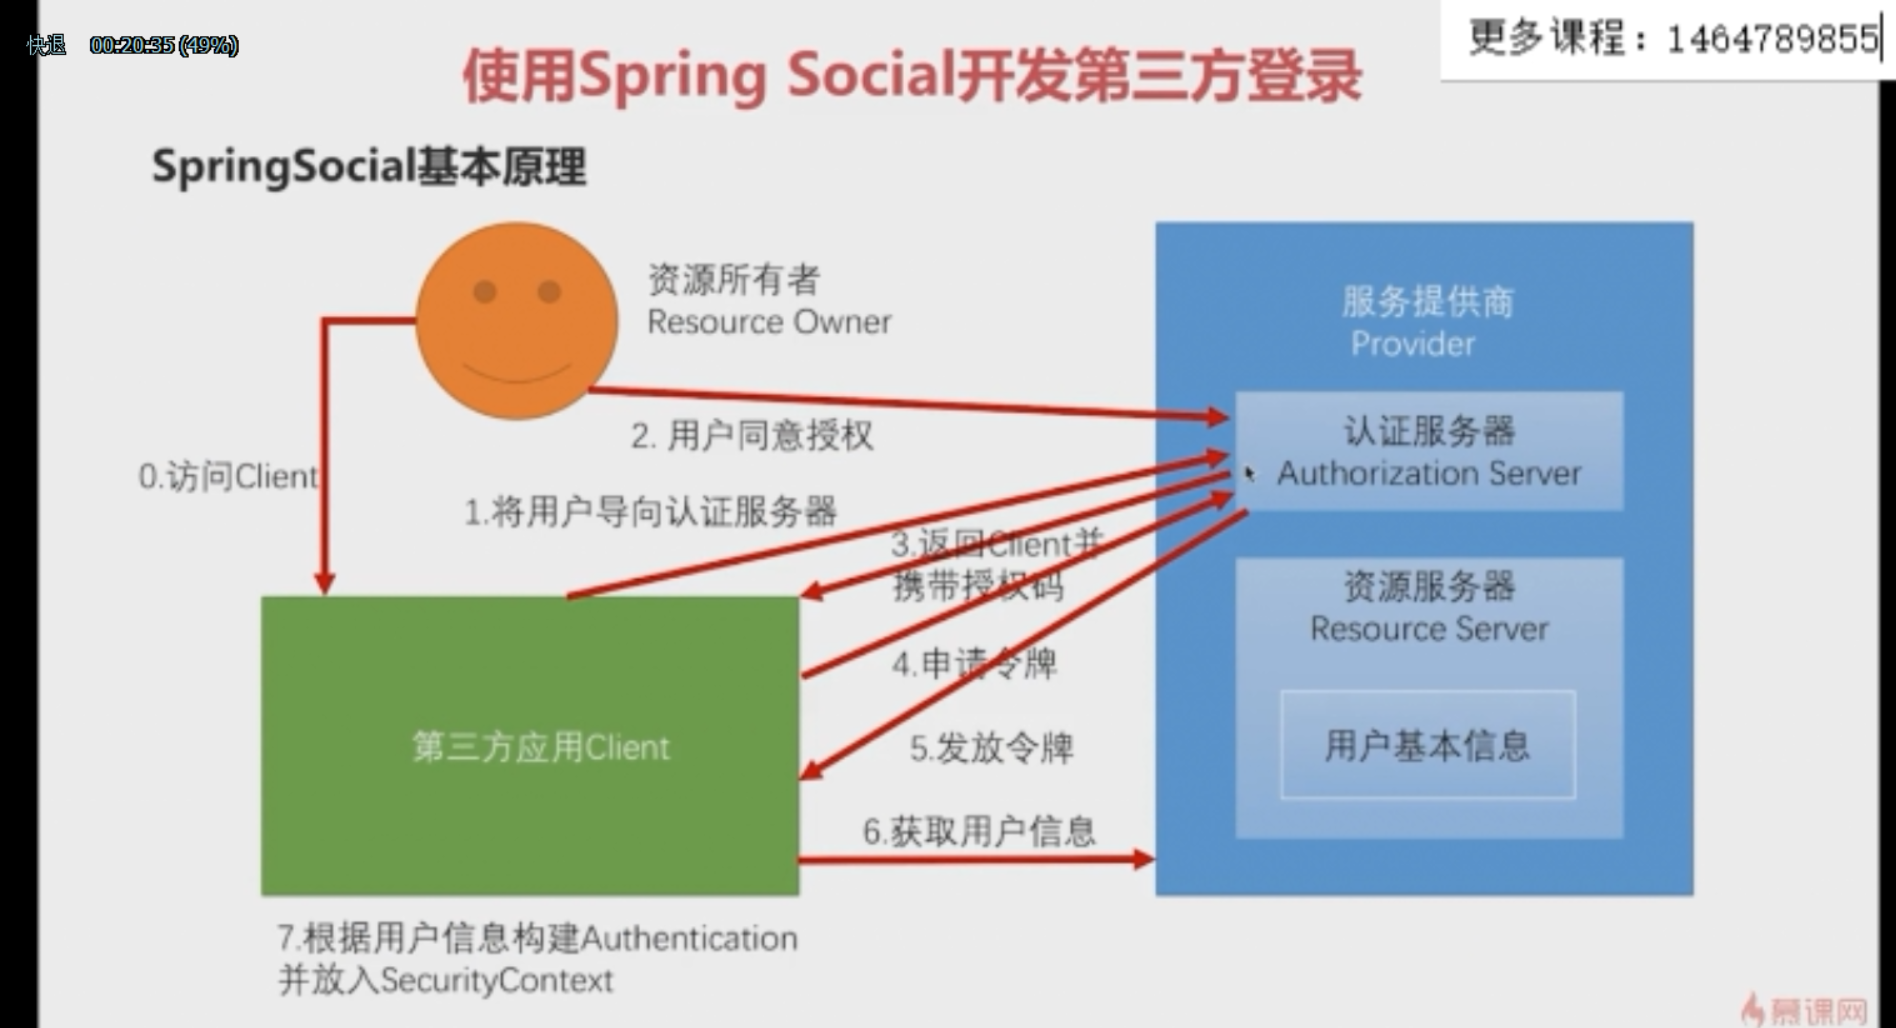 快退 00:20:35 (49%)
更多课程：1464789855
使用Spring Social开发第三方登录
SpringSocial基本原理
资源所有者
Resource Owner
服务提供商
Provider
2. 用户同意授权
认证服务器
Authorization Server
0.访问Client
1.将用户导向认证服务器
3.返回Client并
携带授权码
资源服务器
Resource Server
4.申请令牌
第三方应用Client
5.发放令牌
用户基本信息
6.获取用户信息
7.根据用户信息构建Authentication
并放入SecurityContext
慕课网